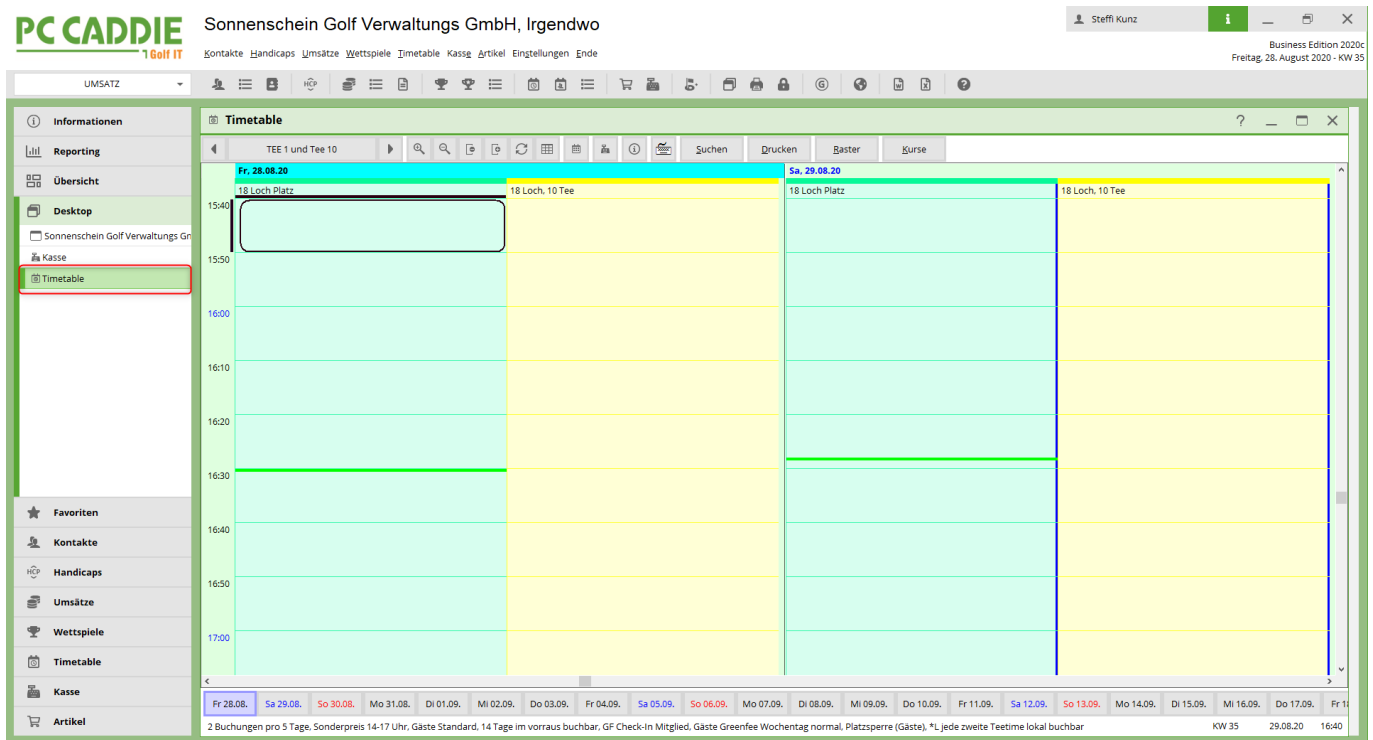 PC CADDIE
Golf IT
Sonnenschein Golf Verwaltungs GmbH, Irgendwo
Steffi Kunz
i
Kontakte Handicaps Umsätze Wettspiele Timetable Kasse Artikel Einstellungen Ende
Business Edition 2020c
Freitag, 28. August 2020 - KW 35
UMSATZ
HCP
G
W
X
?
Informationen
Reporting
Übersicht
Desktop
Sonnenschein Golf Verwaltungs Gm
Kasse
Timetable
Favoriten
Kontakte
HCP Handicaps
Umsätze
Wettspiele
Timetable
Kasse
Artikel
Timetable
?
TEE 1 und Tee 10
Suchen
Drucken
Raster
Kurse
Fr, 28.08.20
Sa, 29.08.20
18 Loch Platz
18 Loch, 10 Tee
18 Loch Platz
18 Loch, 10 Tee
15:40
15:50
16:00
16:10
16:20
16:30
16:40
16:50
17:00
Fr 28.08. Sa 29.08. So 30.08. Mo 31.08. Di 01.09. Mi 02.09. Do 03.09. Fr 04.09. Sa 05.09. So 06.09. Mo 07.09. Di 08.09. Mi 09.09. Do 10.09. Fr 11.09. Sa 12.09. So 13.09. Mo 14.09. Di 15.09. Mi 16.09. Do 17.09. Fr 1
2 Buchungen pro 5 Tage, Sonderpreis 14-17 Uhr, Gäste Standard, 14 Tage im vorraus buchbar, GF Check-In Mitglied, Gäste Greenfee Wochentag normal, Platzsperre (Gäste), *L jede zweite Teetime lokal buchbar
KW 35 29.08.20 16:40